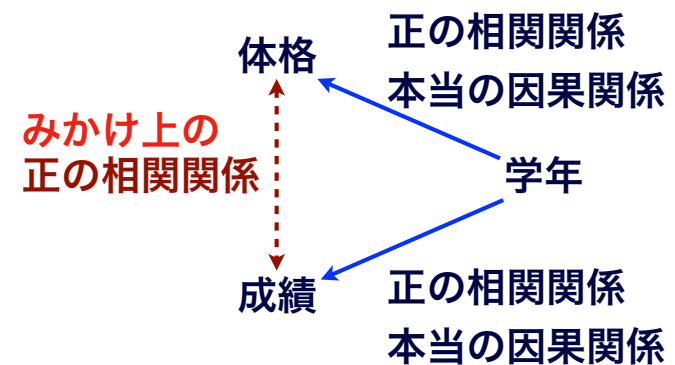 正の相関関係
本当の因果関係
体格
みかけ上の
正の相関関係
学年
成績
正の相関関係
本当の因果関係